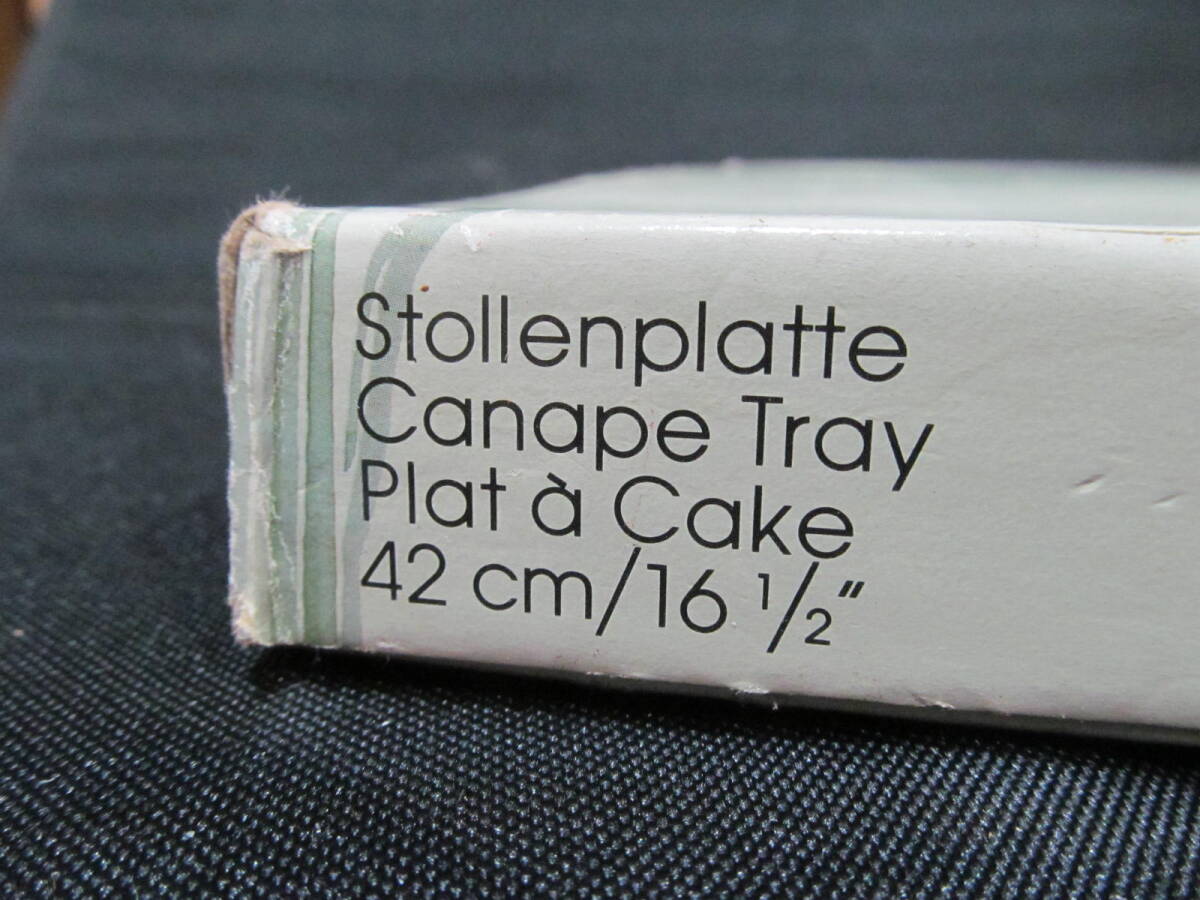 Stollenplatte
Canape Tray
Plat à Cake
42 cm/16 1/2"